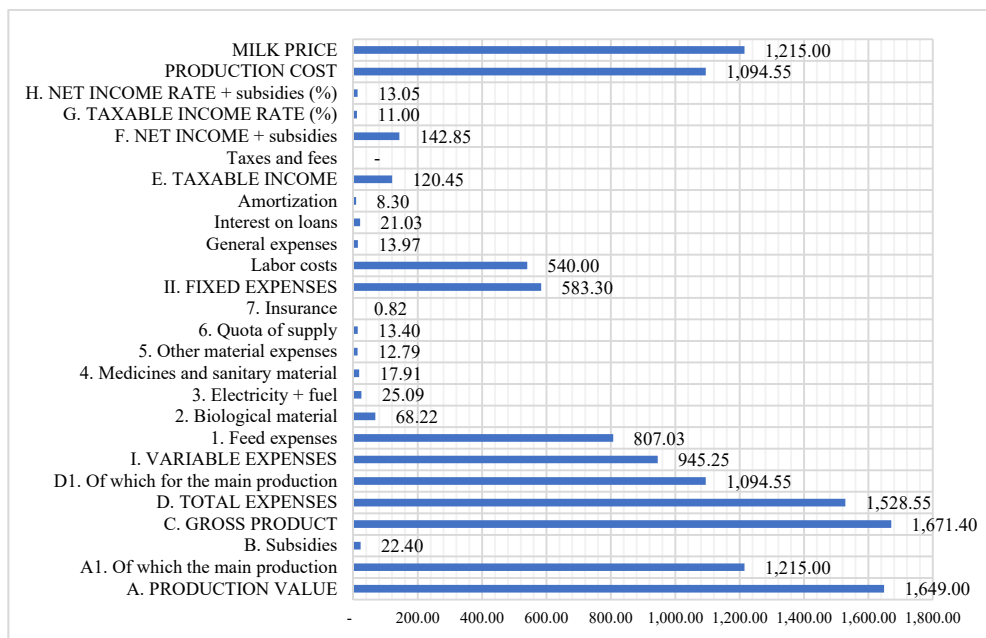 MILK PRICE 1,215.00
PRODUCTION COST 1,094.55
H. NET INCOME RATE + subsidies (%) 13.05
G. TAXABLE INCOME RATE (%) 11.00
F. NET INCOME + subsidies 142.85
Taxes and fees -
E. TAXABLE INCOME 120.45
Amortization 8.30
Interest on loans 21.03
General expenses 13.97
Labor costs 540.00
II. FIXED EXPENSES 583.30
7. Insurance 0.82
6. Quota of supply 13.40
5. Other material expenses 12.79
4. Medicines and sanitary material 17.91
3. Electricity + fuel 25.09
2. Biological material 68.22
1. Feed expenses 807.03
I. VARIABLE EXPENSES 945.25
D1. Of which for the main production 1,094.55
D. TOTAL EXPENSES 1,528.55
C. GROSS PRODUCT 1,671.40
B. Subsidies 22.40
A1. Of which the main production 1,215.00
A. PRODUCTION VALUE 1,649.00
- 200.00 400.00 600.00 800.00 1,000.00 1,200.00 1,400.00 1,600.00 1,800.00